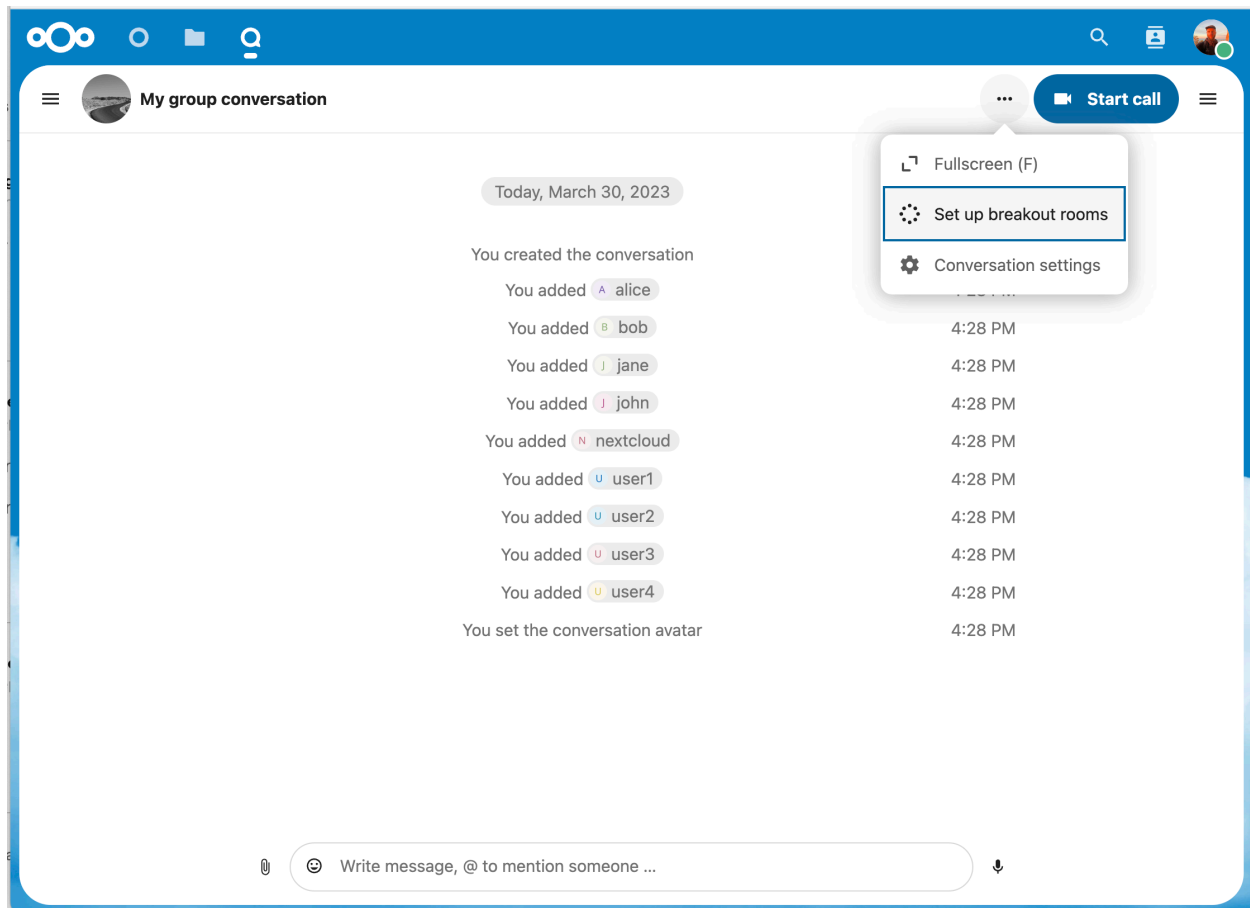 My group conversation
Start call
Fullscreen (F)
Set up breakout rooms
Conversation settings
Today, March 30, 2023
You created the conversation
You added A alice
You added B bob 4:28 PM
You added J jane 4:28 PM
You added J john 4:28 PM
You added N nextcloud 4:28 PM
You added U user1 4:28 PM
You added U user2 4:28 PM
You added U user3 4:28 PM
You added U user4 4:28 PM
You set the conversation avatar 4:28 PM
Write message, @ to mention someone ...